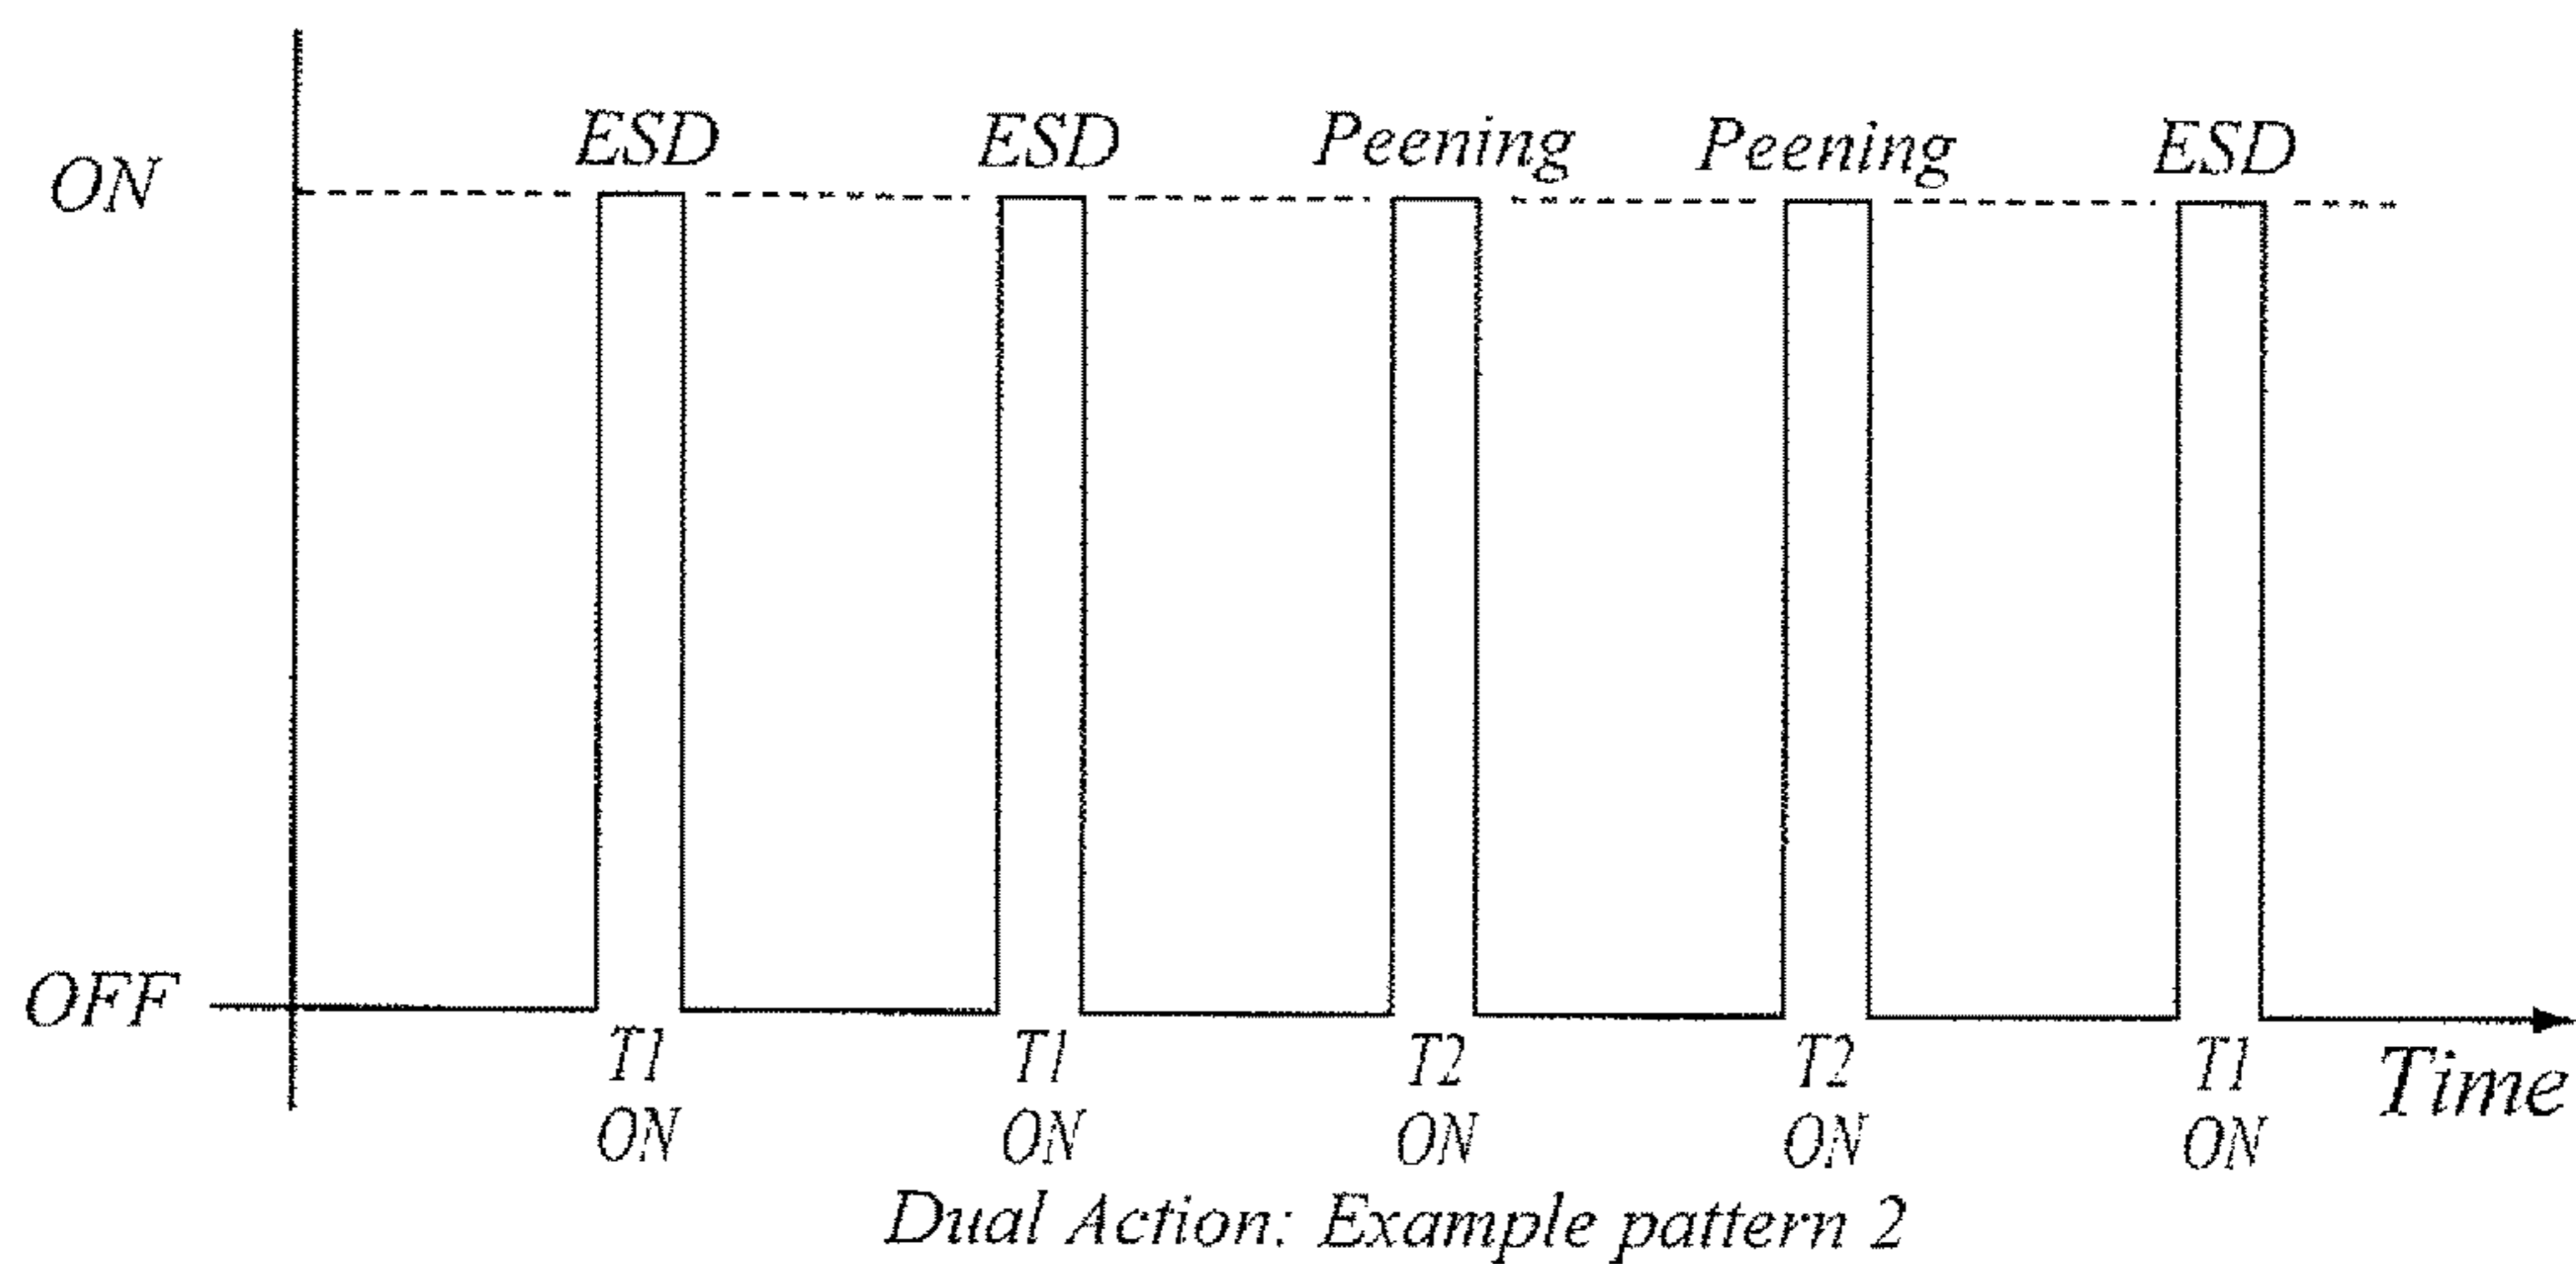 ESD ESD Peening Peening ESD
ON
OFF
T1 T1 T2 T2 T1
ON ON ON ON ON
Time
Dual Action: Example pattern 2